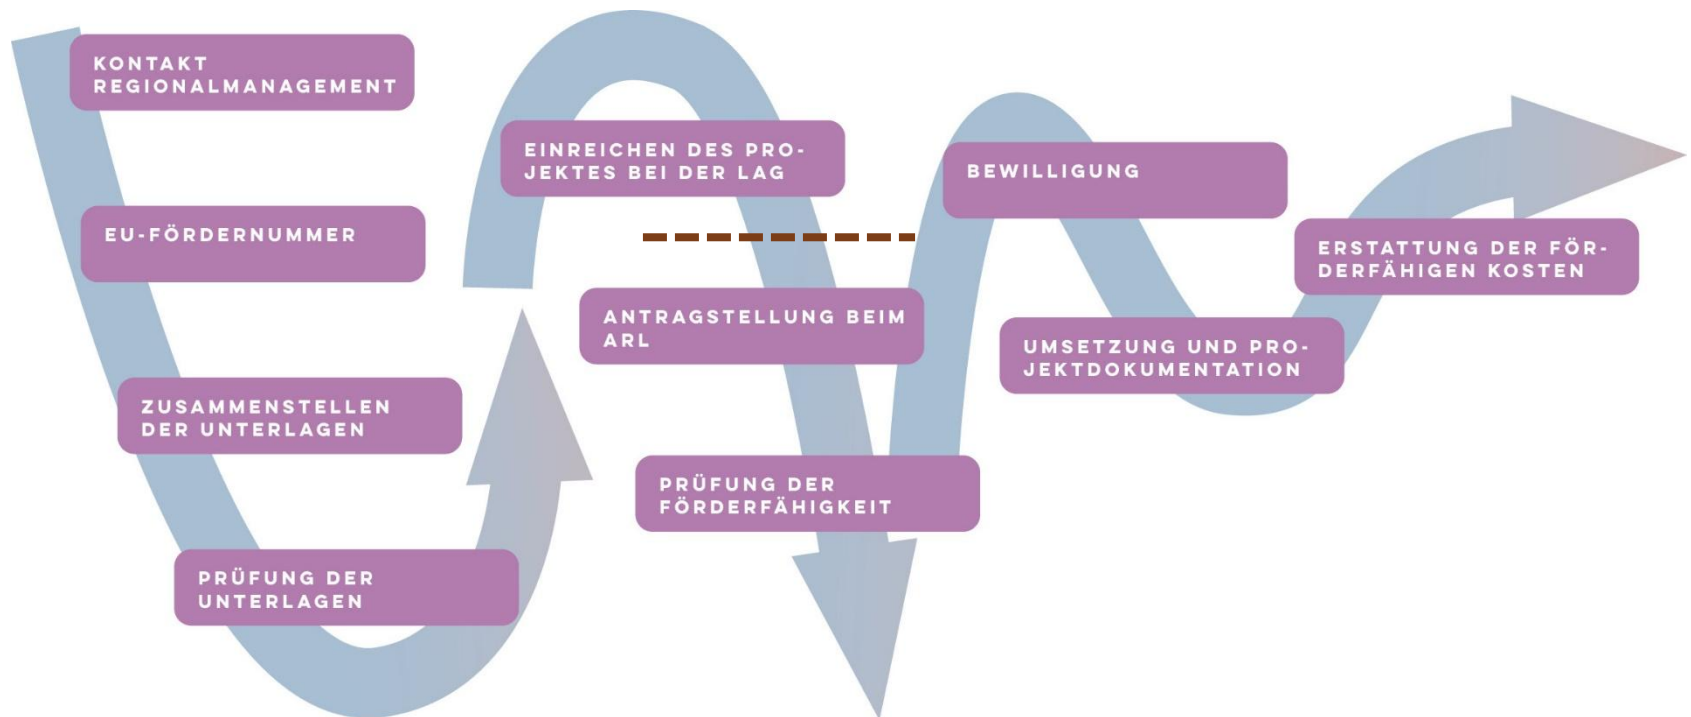 KONTAKT
REGIONALMANAGEMENT
EU-FÖRDERNUMMER
ZUSAMMENSTELLEN
DER UNTERLAGEN
PRÜFUNG DER
UNTERLAGEN
EINREICHEN DES PRO-
JEKTES BEI DER LAG
ANTRAGSTELLUNG BEIM
ARL
PRÜFUNG DER
FÖRDERFÄHIGKEIT
BEWILLIGUNG
UMSETZUNG UND PRO-
JEKTDOKUMENTATION
ERSTATTUNG DER FÖR-
DERFÄHIGEN KOSTEN